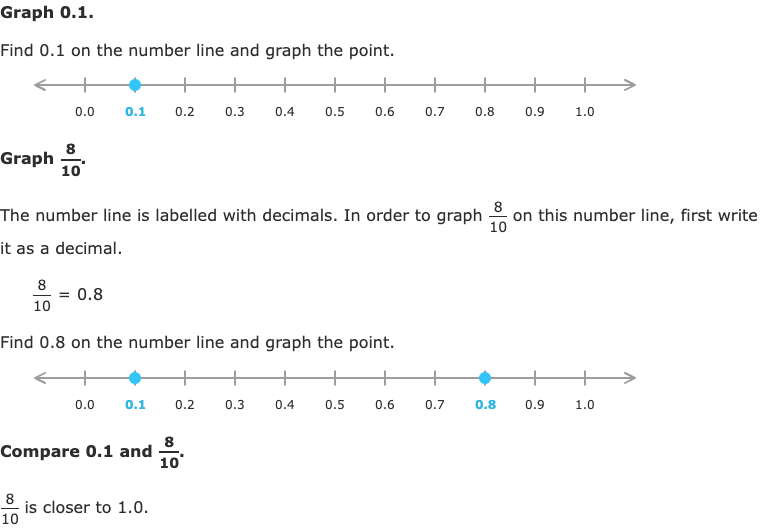 Graph 0.1.
Find 0.1 on the number line and graph the point.
0.0 0.1 0.2 0.3 0.4 0.5 0.6 0.7 0.8 0.9 1.0
Graph 8/10.
The number line is labelled with decimals. In order to graph 8/10 on this number line, first write
it as a decimal.
8/10 = 0.8
Find 0.8 on the number line and graph the point.
0.0 0.1 0.2 0.3 0.4 0.5 0.6 0.7 0.8 0.9 1.0
Compare 0.1 and 8/10.
8/10 is closer to 1.0.